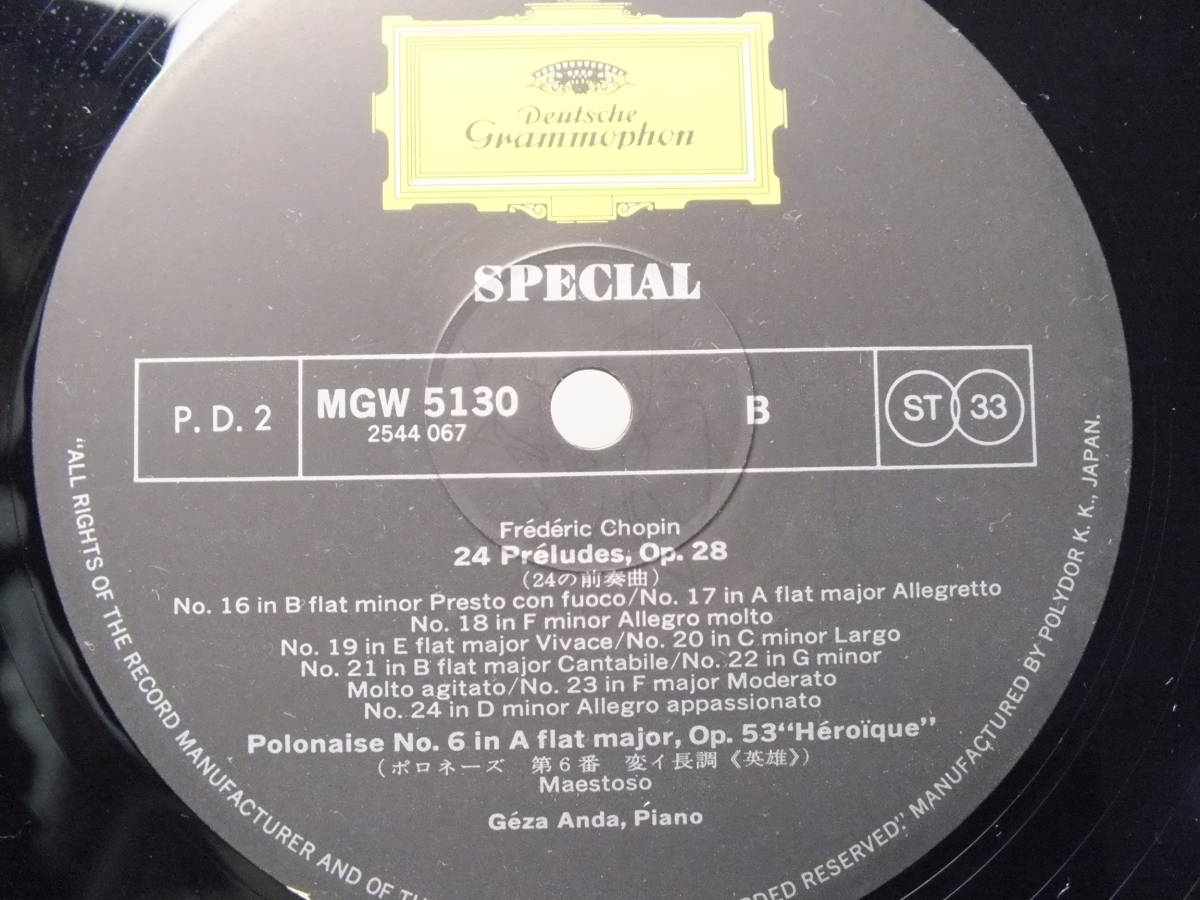 Deutsche
Grammophon
SPECIAL
P. D. 2
MGW 5130
2544 067
B
ST 33
Frédéric Chopin
24 Préludes, Op. 28
(24の前奏曲)
No. 16 in B flat minor Presto con fuoco/No. 17 in A flat major Allegretto
No. 18 in F minor Allegro molto
No. 19 in E flat major Vivace/No. 20 in C minor Largo
No. 21 in B flat major Cantabile/No. 22 in G minor
Molto agitato/No. 23 in F major Moderato
No. 24 in D minor Allegro appassionato
Polonaise No. 6 in A flat major, Op. 53“Héroïque”
(ポロネーズ 第6番 変イ長調《英雄》)
Maestoso
Géza Anda, Piano
“ALL RIGHTS OF THE RECORD MANUFACTURER AND OF
RESERVED.” MANUFACTURED BY POLYDOR K. K., JAPAN.